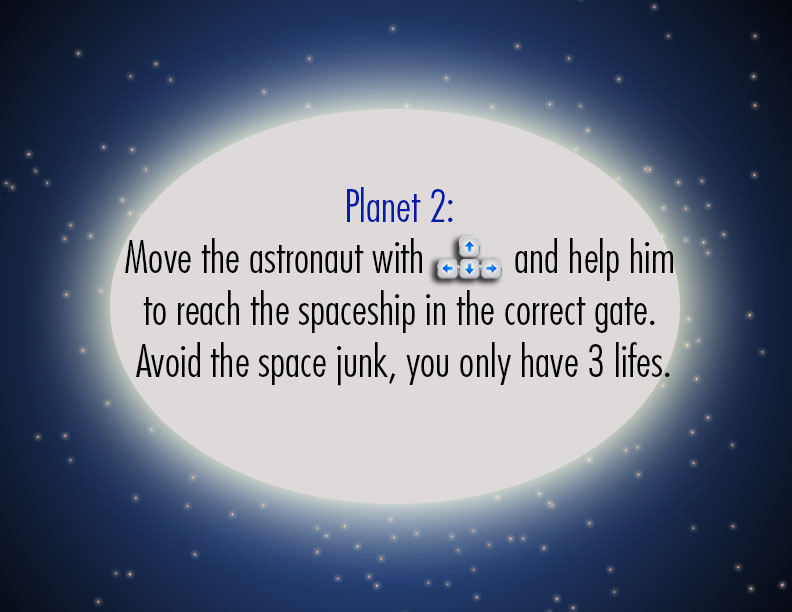 Planet 2:
Move the astronaut with and help him
to reach the spaceship in the correct gate.
Avoid the space junk, you only have 3 lifes.